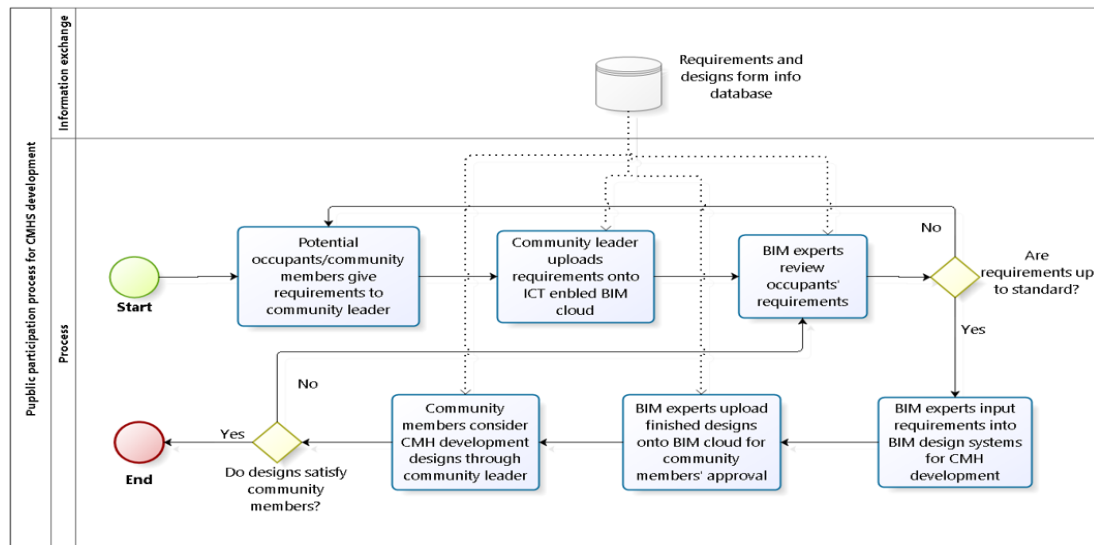 Pupblic participation process for CMHS development
Information exchange
Requirements and
designs form info
database
Process
No
Potential
occupants/community
members give
requirements to
community leader
Community leader
uploads
requirements onto
ICT enbled BIM
cloud
BIM experts
review
occupants'
requirements
Are
requirements up
to standard?
Start
Yes
No
Community
members consider
CMH development
designs through
community leader
BIM experts upload
finished designs
onto BIM cloud for
community
members' approval
BIM experts input
requirements into
BIM design systems
for CMH
development
Yes
End
Do designs satisfy
community
members?